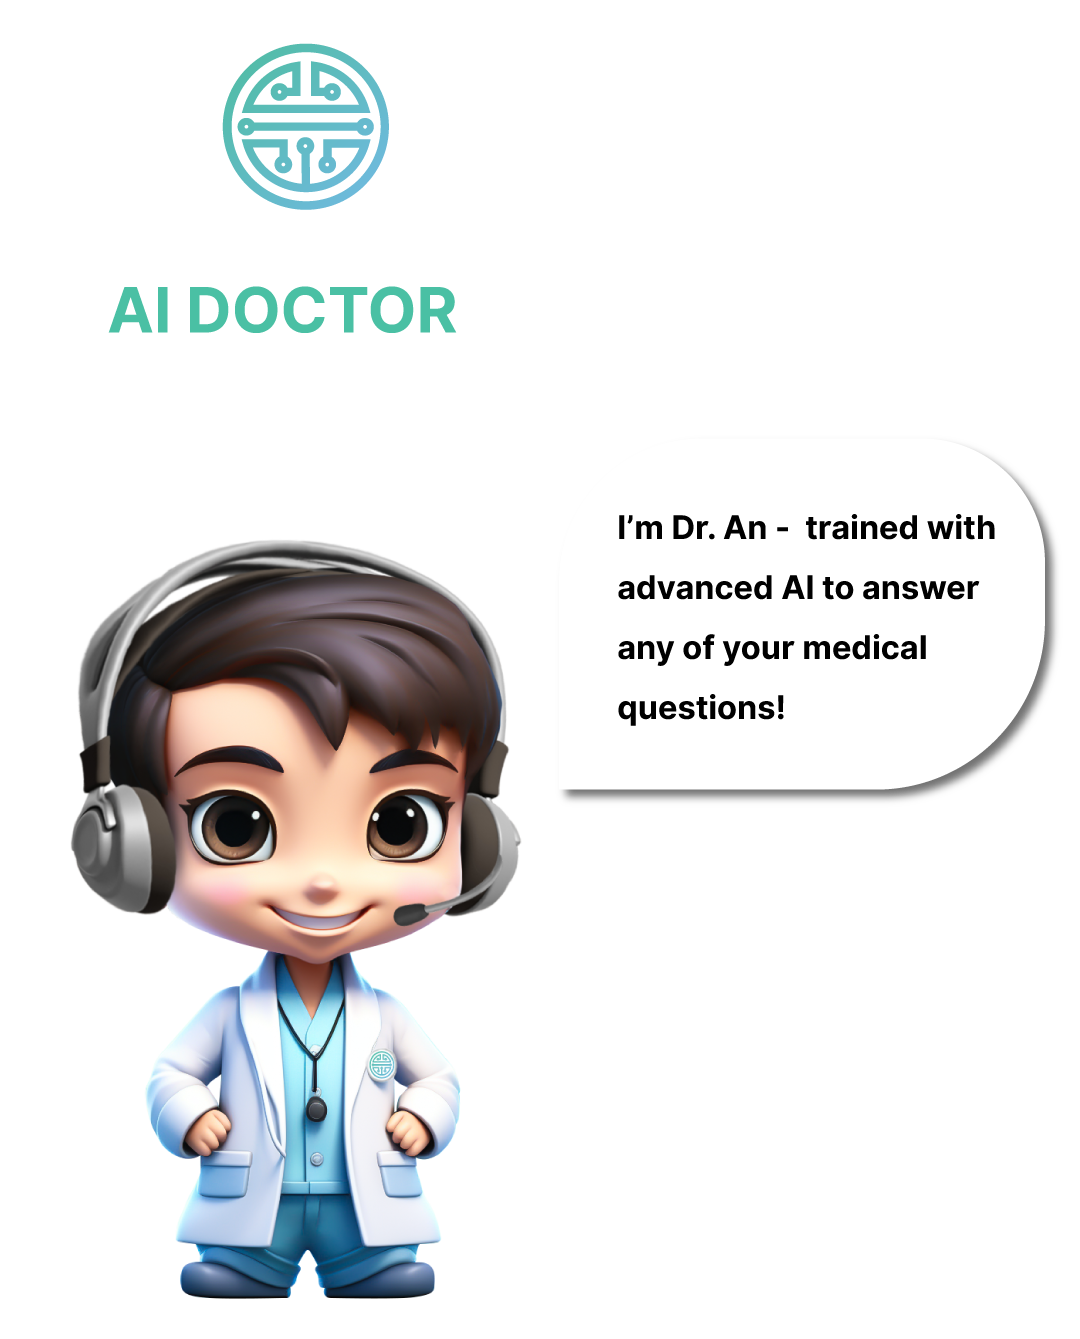 AI DOCTOR
I’m Dr. An -  trained with
advanced AI to answer
any of your medical
questions!